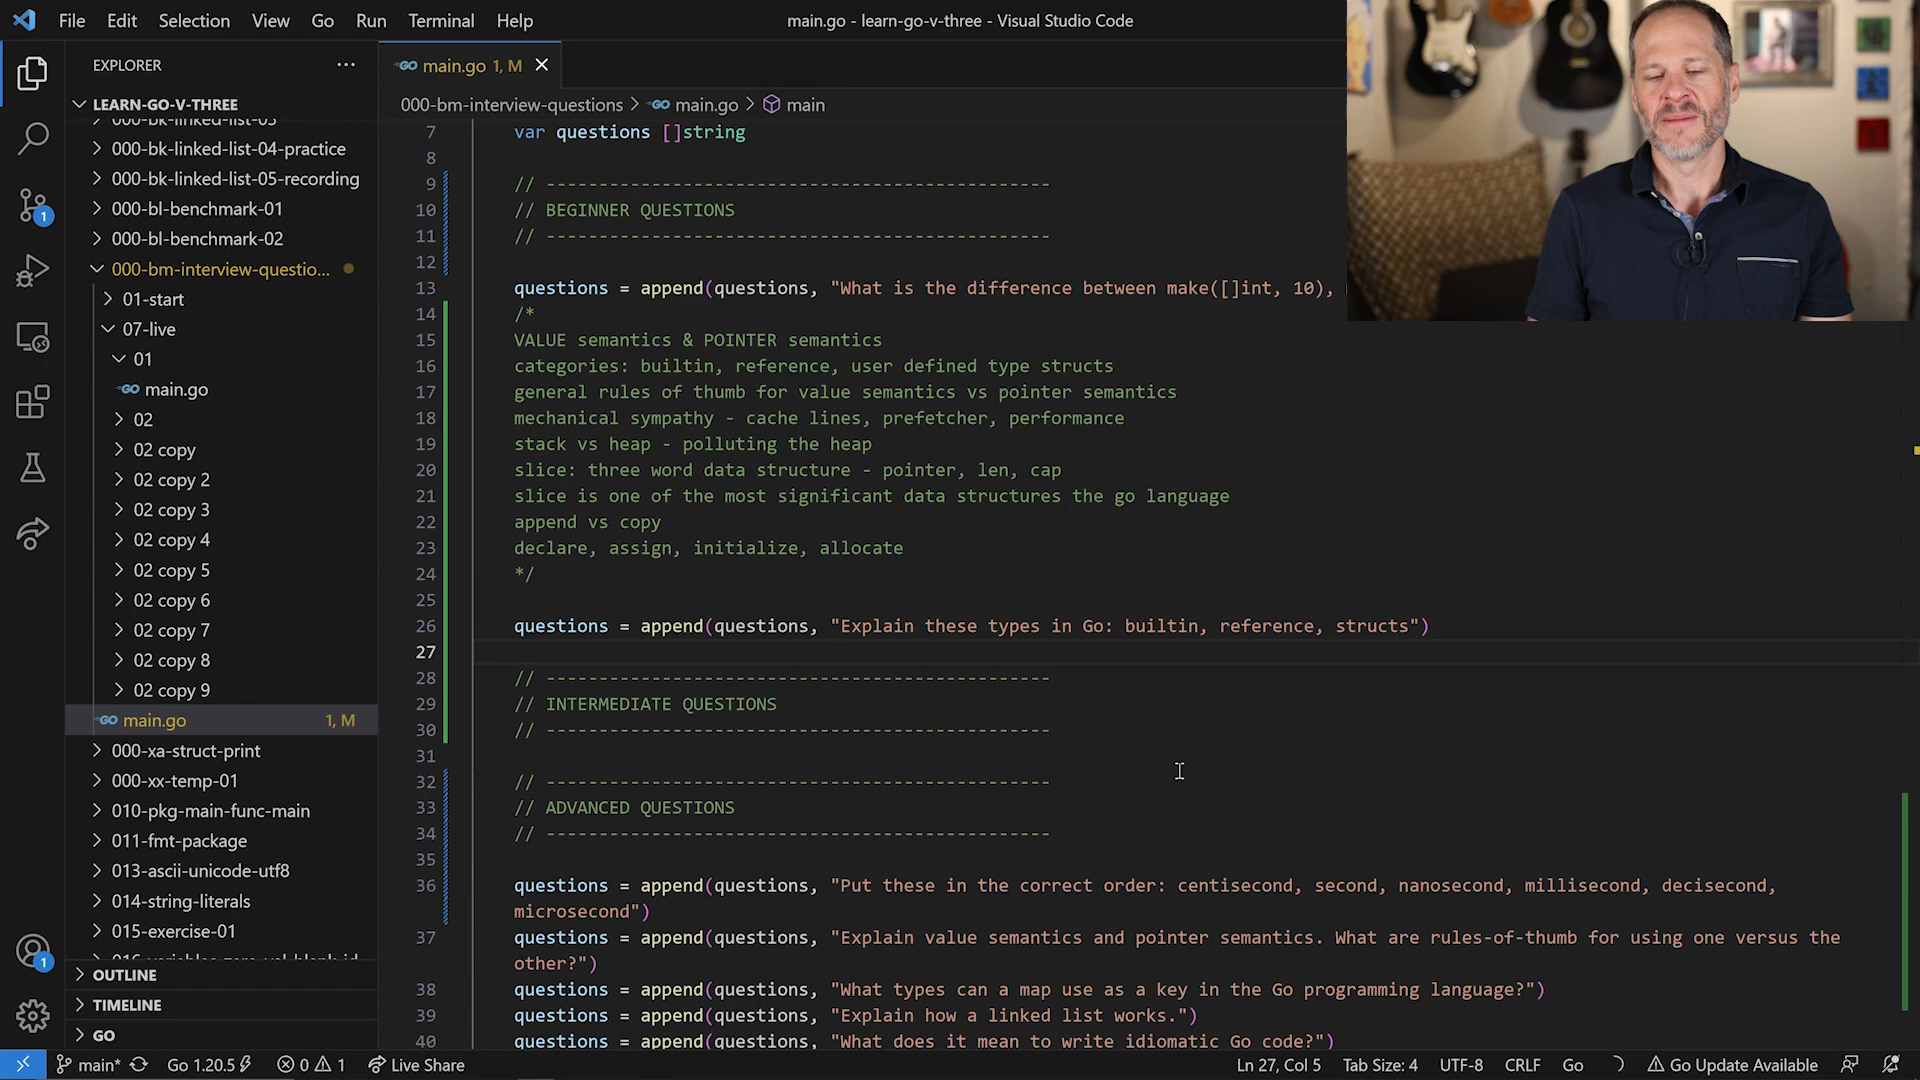 File Edit Selection View Go Run Terminal Help
main.go - learn-go-v-three - Visual Studio Code
EXPLORER
LEARN-GO-V-THREE
000-bk-linked-list-03
000-bk-linked-list-04-practice
000-bk-linked-list-05-recording
000-bl-benchmark-01
000-bl-benchmark-02
000-bm-interview-questio...
01-start
07-live
01
GO main.go
02
02 copy
02 copy 2
02 copy 3
02 copy 4
02 copy 5
02 copy 6
02 copy 7
02 copy 8
02 copy 9
GO main.go 1, M
000-xa-struct-print
000-xx-temp-01
010-pkg-main-func-main
011-fmt-package
013-ascii-unicode-utf8
014-string-literals
015-exercise-01
OUTLINE
TIMELINE
GO
1
1
GO main.go 1, M
000-bm-interview-questions > GO main.go > main
7 var questions []string
8
9 // ------------------------------------------------
10 // BEGINNER QUESTIONS
11 // ------------------------------------------------
12
13 questions = append(questions, "What is the difference between make([]int, 10),
14 /*
15 VALUE semantics & POINTER semantics
16 categories: builtin, reference, user defined type structs
17 general rules of thumb for value semantics vs pointer semantics
18 mechanical sympathy - cache lines, prefetcher, performance
19 stack vs heap - polluting the heap
20 slice: three word data structure - pointer, len, cap
21 slice is one of the most significant data structures the go language
22 append vs copy
23 declare, assign, initialize, allocate
24 */
25
26 questions = append(questions, "Explain these types in Go: builtin, reference, structs")
27
28 // ------------------------------------------------
29 // INTERMEDIATE QUESTIONS
30 // ------------------------------------------------
31
32 // ------------------------------------------------
33 // ADVANCED QUESTIONS
34 // ------------------------------------------------
35
36 questions = append(questions, "Put these in the correct order: centisecond, second, nanosecond, millisecond, decisecond,
microsecond")
37 questions = append(questions, "Explain value semantics and pointer semantics. What are rules-of-thumb for using one versus the
other?")
38 questions = append(questions, "What types can a map use as a key in the Go programming language?")
39 questions = append(questions, "Explain how a linked list works.")
40 questions = append(questions, "What does it mean to write idiomatic Go code?")
main* Go 1.20.5 0 1 Live Share Ln 27, Col 5 Tab Size: 4 UTF-8 CRLF Go Go Update Available